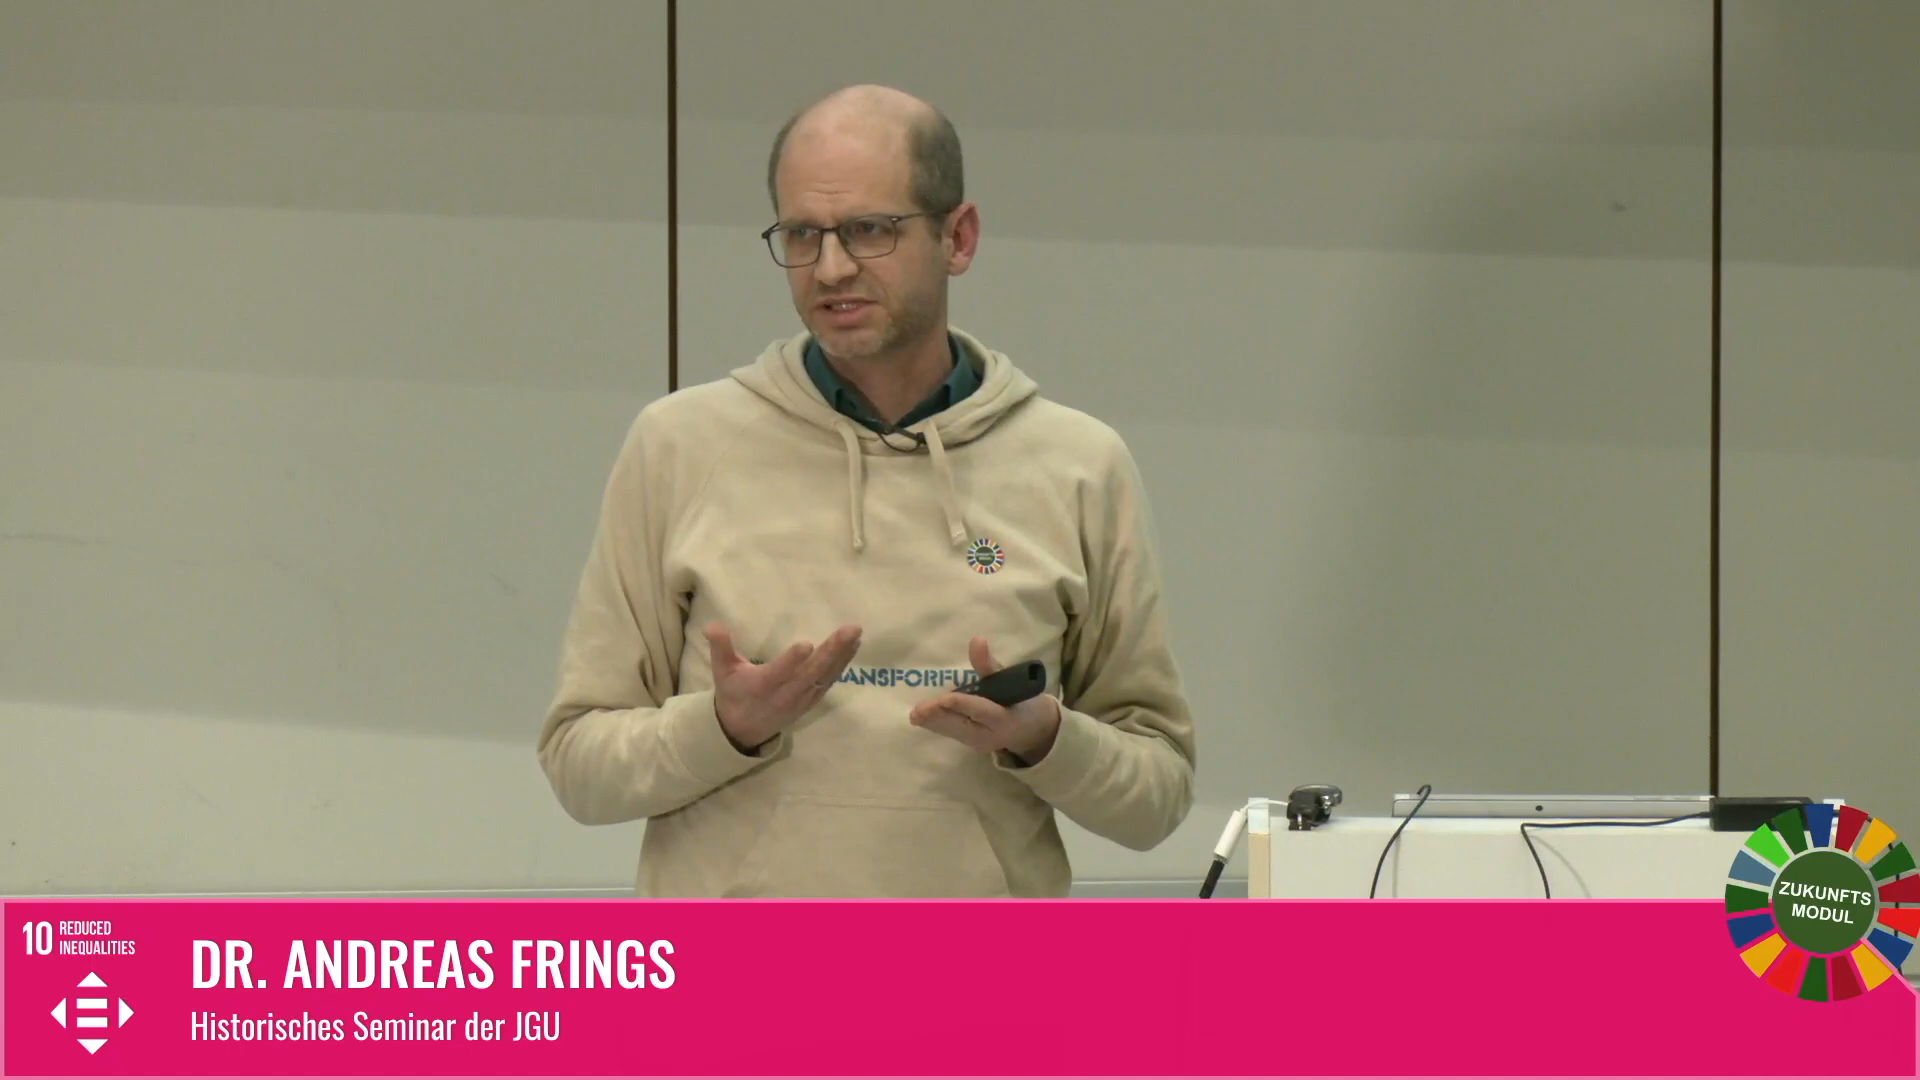 ZUKUNFTS
MODUL
10 REDUCED
INEQUALITIES
DR. ANDREAS FRINGS
Historisches Seminar der JGU